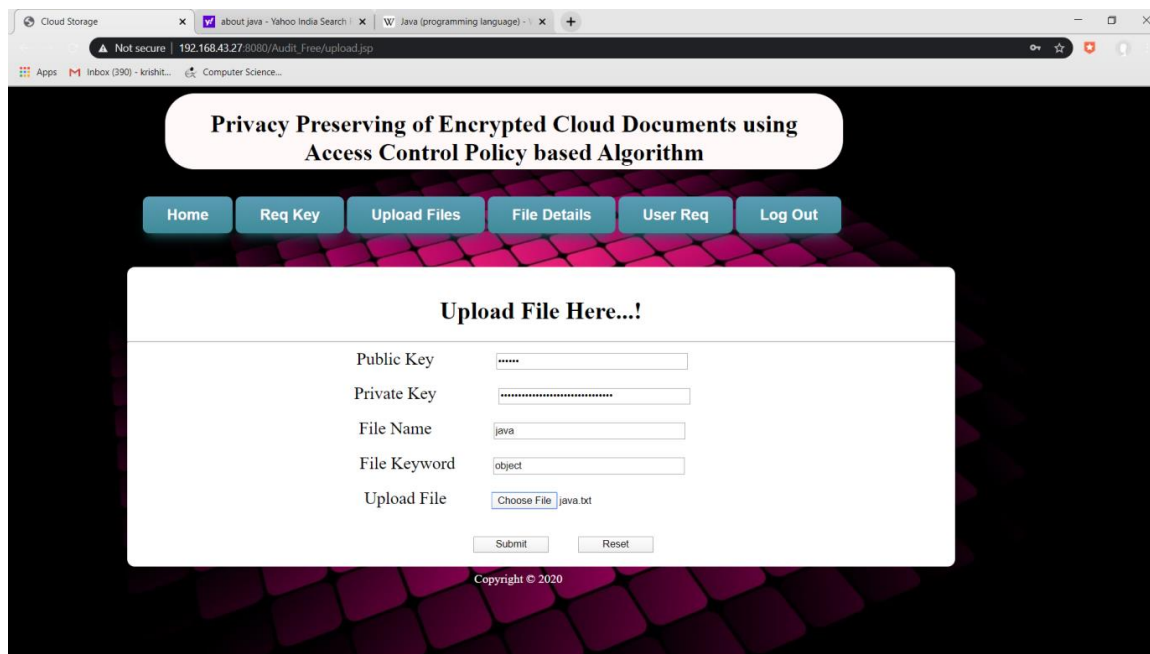 Cloud Storage
about java - Yahoo India Search
Java (programming language) -
Not secure | 192.168.43.27:8080/Audit_Free/upload.jsp
Apps
Inbox (390) - krishit...
Computer Science...
Privacy Preserving of Encrypted Cloud Documents using
Access Control Policy based Algorithm
Home
Req Key
Upload Files
File Details
User Req
Log Out
Upload File Here...!
Public Key
Private Key
File Name java
File Keyword object
Upload File Choose File java.txt
Submit Reset
Copyright © 2020